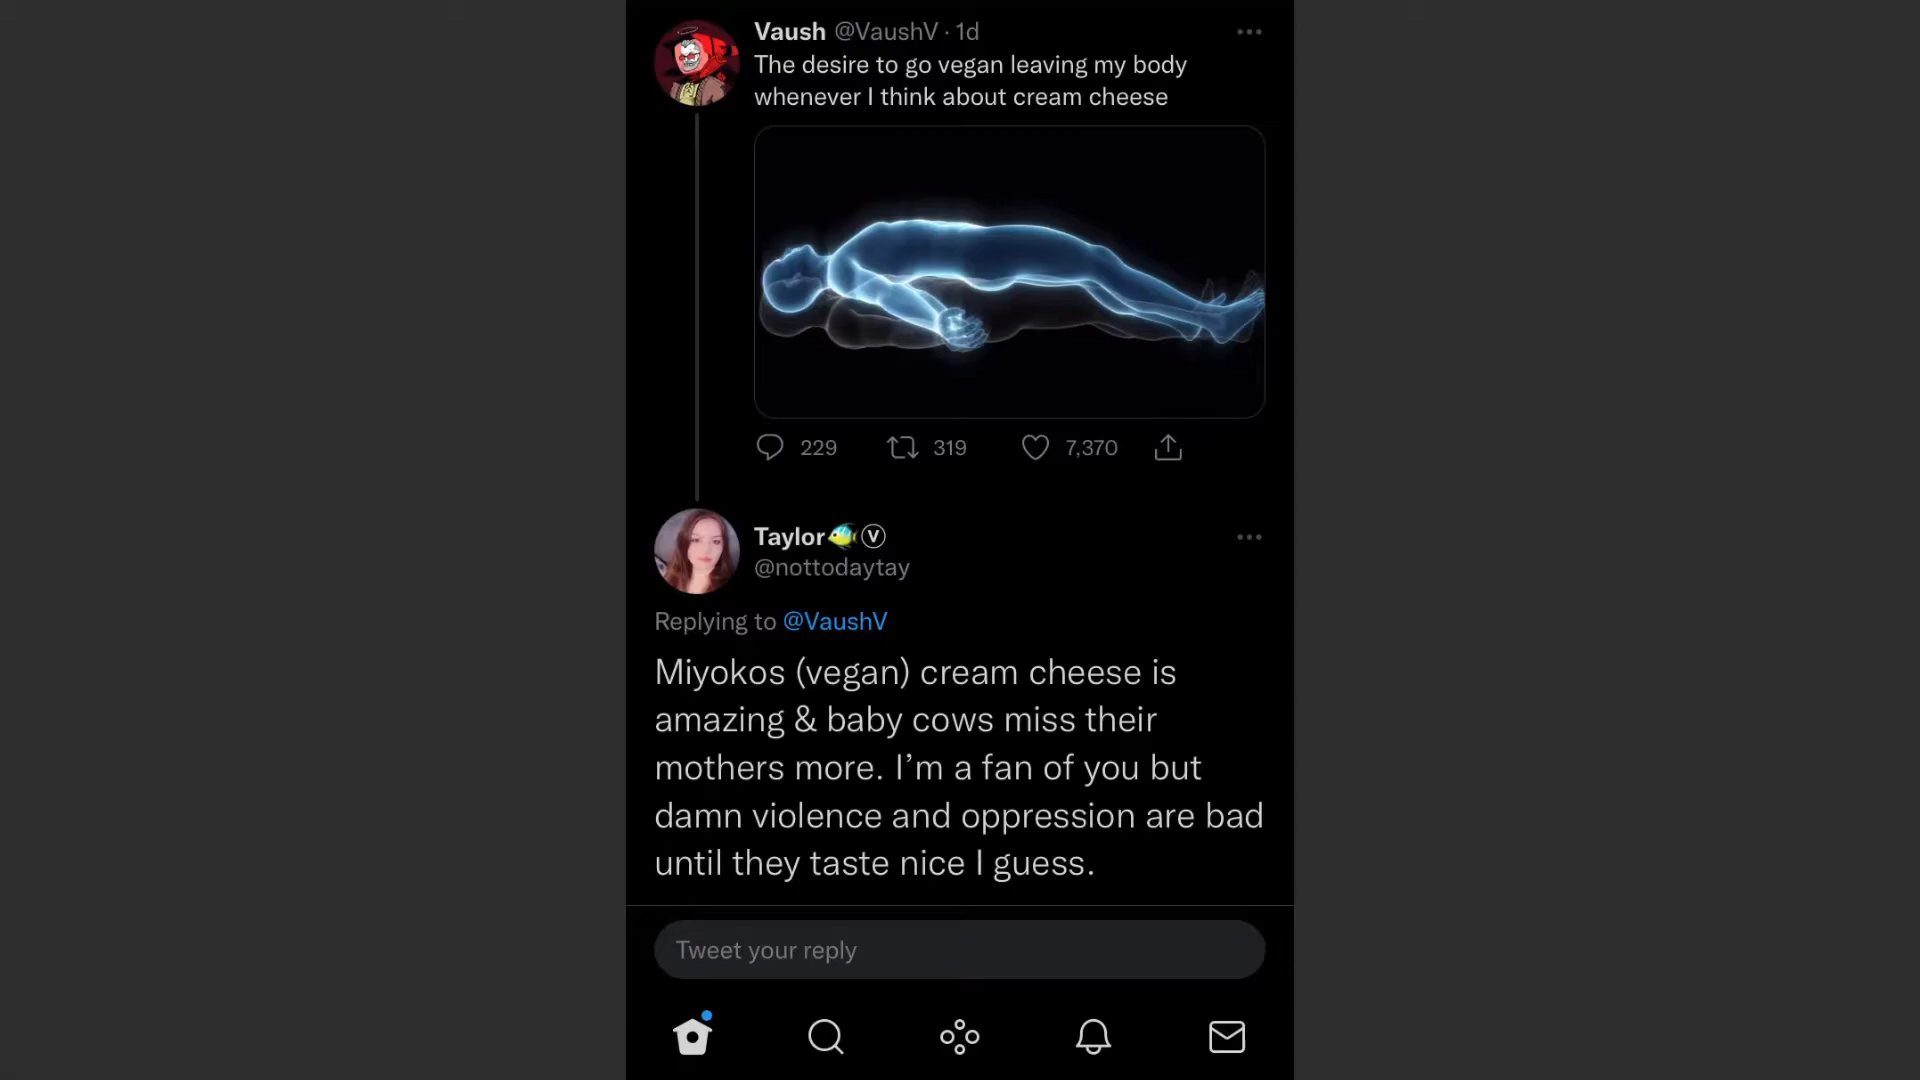 Vaush @VaushV · 1d
The desire to go vegan leaving my body
whenever I think about cream cheese
229 319 7,370
Taylor🐠Ⓥ
@nottodaytay
Replying to @VaushV
Miyokos (vegan) cream cheese is
amazing & baby cows miss their
mothers more. I’m a fan of you but
damn violence and oppression are bad
until they taste nice I guess.
Tweet your reply